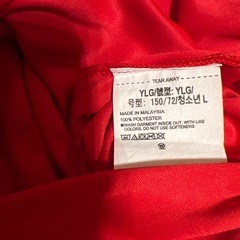 TEAR AWAY
YLG/號型: YLG/
号型: 150/72/청소년 L
MADE IN MALAYSIA
100% POLYESTER
WASH GARMENT INSIDE OUT, WITH LIKE
COLORS. DO NOT USE SOFTENERS